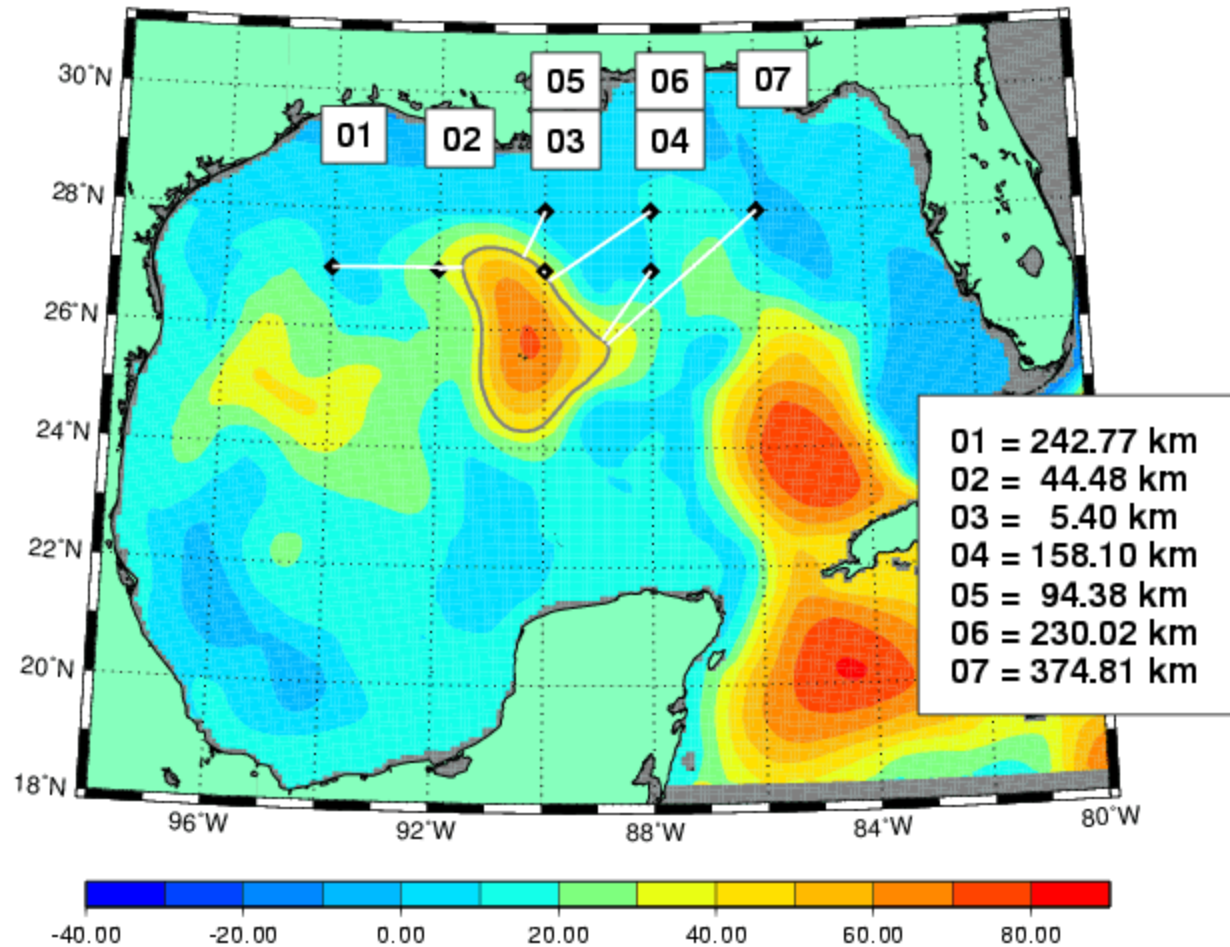 30°N
05 06 07
01 02 03 04
28°N
26°N
24°N
01 = 242.77 km
02 = 44.48 km
03 = 5.40 km
04 = 158.10 km
05 = 94.38 km
06 = 230.02 km
07 = 374.81 km
22°N
20°N
18°N
96°W 92°W 88°W 84°W 80°W
-40.00 -20.00 0.00 20.00 40.00 60.00 80.00